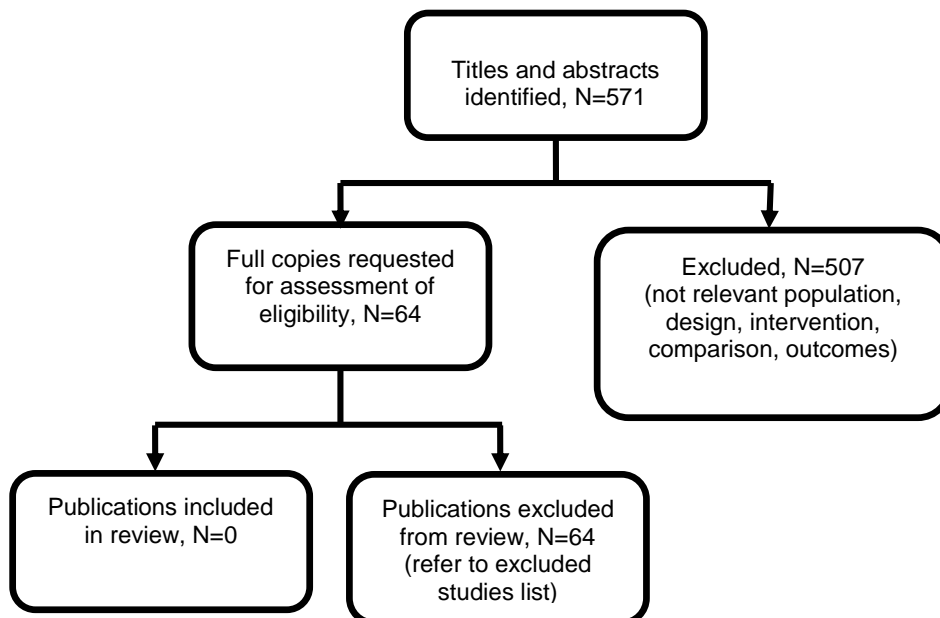 Titles and abstracts
identified, N=571
Full copies requested
for assessment of
eligibility, N=64
Excluded, N=507
(not relevant population,
design, intervention,
comparison, outcomes)
Publications included
in review, N=0
Publications excluded
from review, N=64
(refer to excluded
studies list)